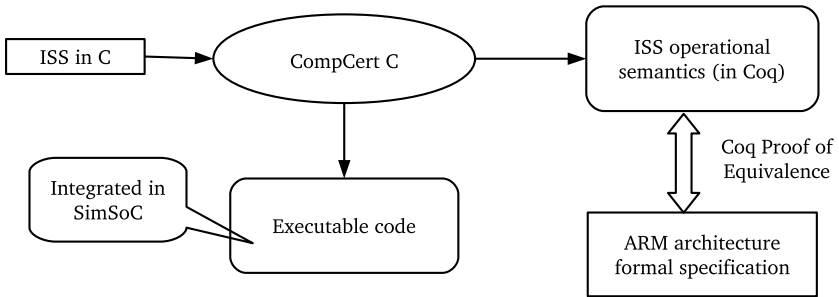 ISS in C
CompCert C
ISS operational
semantics (in Coq)
Coq Proof of
Equivalence
Integrated in
SimSoC
Executable code
ARM architecture
formal specification